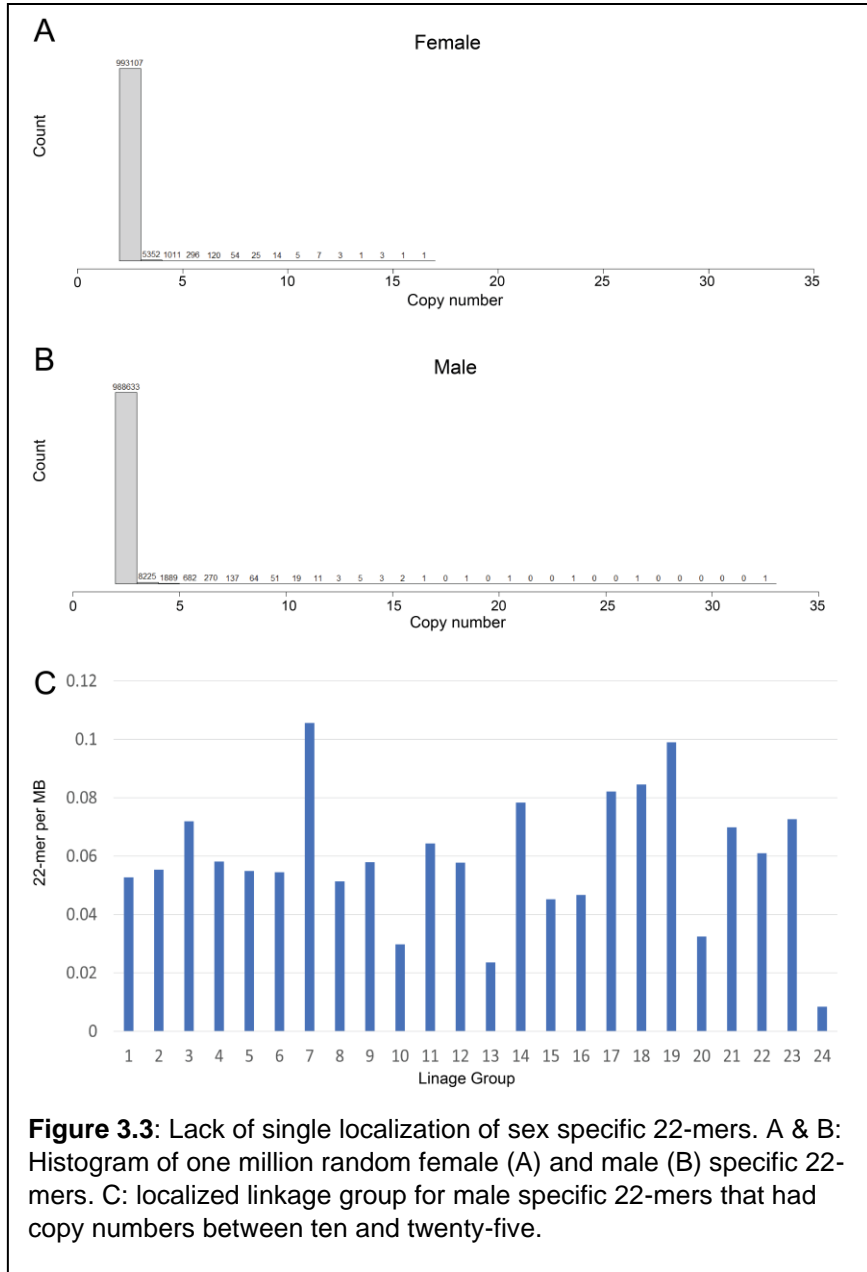 A
Female
993107
Count
5352 1011 296 120 54 25 14 5 7 3 1 3 1 1
0 5 10 15 20 25 30 35
Copy number
B
Male
988633
Count
8225 1889 682 270 137 64 51 19 11 3 5 3 2 1 0 1 0 1 0 0 1 0 0 1 0 0 0 0 0 1
0 5 10 15 20 25 30 35
Copy number
C
0.12
0.1
0.08
0.06
0.04
0.02
0
22-mer per MB
1 2 3 4 5 6 7 8 9 10 11 12 13 14 15 16 17 18 19 20 21 22 23 24
Linage Group
Figure 3.3: Lack of single localization of sex specific 22-mers. A & B:
Histogram of one million random female (A) and male (B) specific 22-
mers. C: localized linkage group for male specific 22-mers that had
copy numbers between ten and twenty-five.